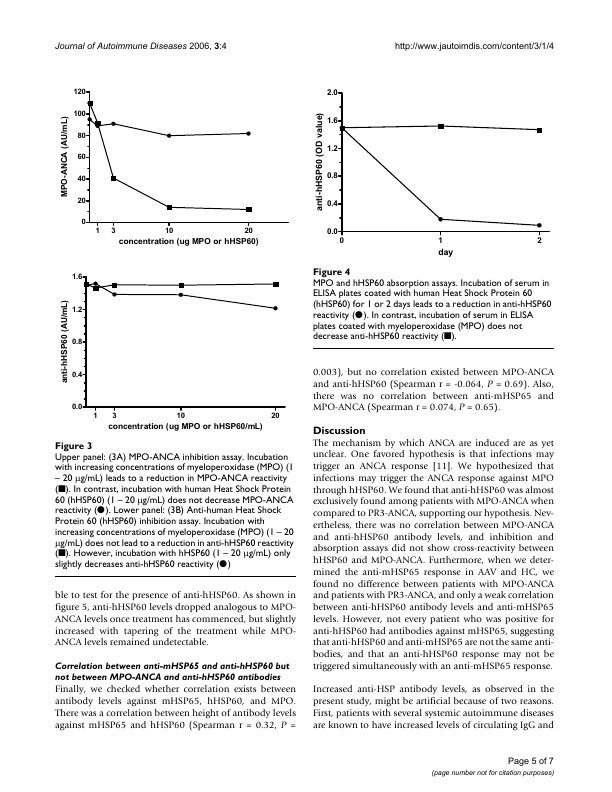 Journal of Autoimmune Diseases 2006, 3:4
http://www.jautoimdis.com/content/3/1/4
120
100
80
60
40
20
0
MPO-ANCA (AU/mL)
1 3 10 20
concentration (ug MPO or hHSP60)
1.6
1.2
0.8
0.4
0.0
anti-hHSP60 (AU/mL)
1 3 10 20
concentration (ug MPO or hHSP60/mL)
Figure 3
Upper panel: (3A) MPO-ANCA inhibition assay. Incubation
with increasing concentrations of myeloperoxidase (MPO) (1
– 20 μg/mL) leads to a reduction in MPO-ANCA reactivity
(■). In contrast, incubation with human Heat Shock Protein
60 (hHSP60) (1 – 20 μg/mL) does not decrease MPO-ANCA
reactivity (●). Lower panel: (3B) Anti-human Heat Shock
Protein 60 (hHSP60) inhibition assay. Incubation with
increasing concentrations of myeloperoxidase (MPO) (1 – 20
μg/mL) does not lead to a reduction in anti-hHSP60 reactivity
(■). However, incubation with hHSP60 (1 – 20 μg/mL) only
slightly decreases anti-hHSP60 reactivity (●)
ble to test for the presence of anti-hHSP60. As shown in
figure 5, anti-hHSP60 levels dropped analogous to MPO-
ANCA levels once treatment has commenced, but slightly
increased with tapering of the treatment while MPO-
ANCA levels remained undetectable.
Correlation between anti-mHSP65 and anti-hHSP60 but
not between MPO-ANCA and anti-hHSP60 antibodies
Finally, we checked whether correlation exists between
antibody levels against mHSP65, hHSP60, and MPO.
There was a correlation between height of antibody levels
against mHSP65 and hHSP60 (Spearman r = 0.32, P =
2.0
1.6
1.2
0.8
0.4
0.0
anti-hHSP60 (OD value)
0 1 2
day
Figure 4
MPO and hHSP60 absorption assays. Incubation of serum in
ELISA plates coated with human Heat Shock Protein 60
(hHSP60) for 1 or 2 days leads to a reduction in anti-hHSP60
reactivity (●). In contrast, incubation of serum in ELISA
plates coated with myeloperoxidase (MPO) does not
decrease anti-hHSP60 reactivity (■).
0.003), but no correlation existed between MPO-ANCA
and anti-hHSP60 (Spearman r = -0.064, P = 0.69). Also,
there was no correlation between anti-mHSP65 and
MPO-ANCA (Spearman r = 0.074, P = 0.65).
Discussion
The mechanism by which ANCA are induced are as yet
unclear. One favored hypothesis is that infections may
trigger an ANCA response [11]. We hypothesized that
infections may trigger the ANCA response against MPO
through hHSP60. We found that anti-hHSP60 was almost
exclusively found among patients with MPO-ANCA when
compared to PR3-ANCA, supporting our hypothesis. Nev-
ertheless, there was no correlation between MPO-ANCA
and anti-hHSP60 antibody levels, and inhibition and
absorption assays did not show cross-reactivity between
hHSP60 and MPO-ANCA. Furthermore, when we deter-
mined the anti-mHSP65 response in AAV and HC, we
found no difference between patients with MPO-ANCA
and patients with PR3-ANCA, and only a weak correlation
between anti-hHSP60 antibody levels and anti-mHSP65
levels. However, not every patient who was positive for
anti-hHSP60 had antibodies against mHSP65, suggesting
that anti-hHSP60 and anti-mHSP65 are not the same anti-
bodies, and that an anti-hHSP60 response may not be
triggered simultaneously with an anti-mHSP65 response.
Increased anti-HSP antibody levels, as observed in the
present study, might be artificial because of two reasons.
First, patients with several systemic autoimmune diseases
are known to have increased levels of circulating IgG and
Page 5 of 7
(page number not for citation purposes)